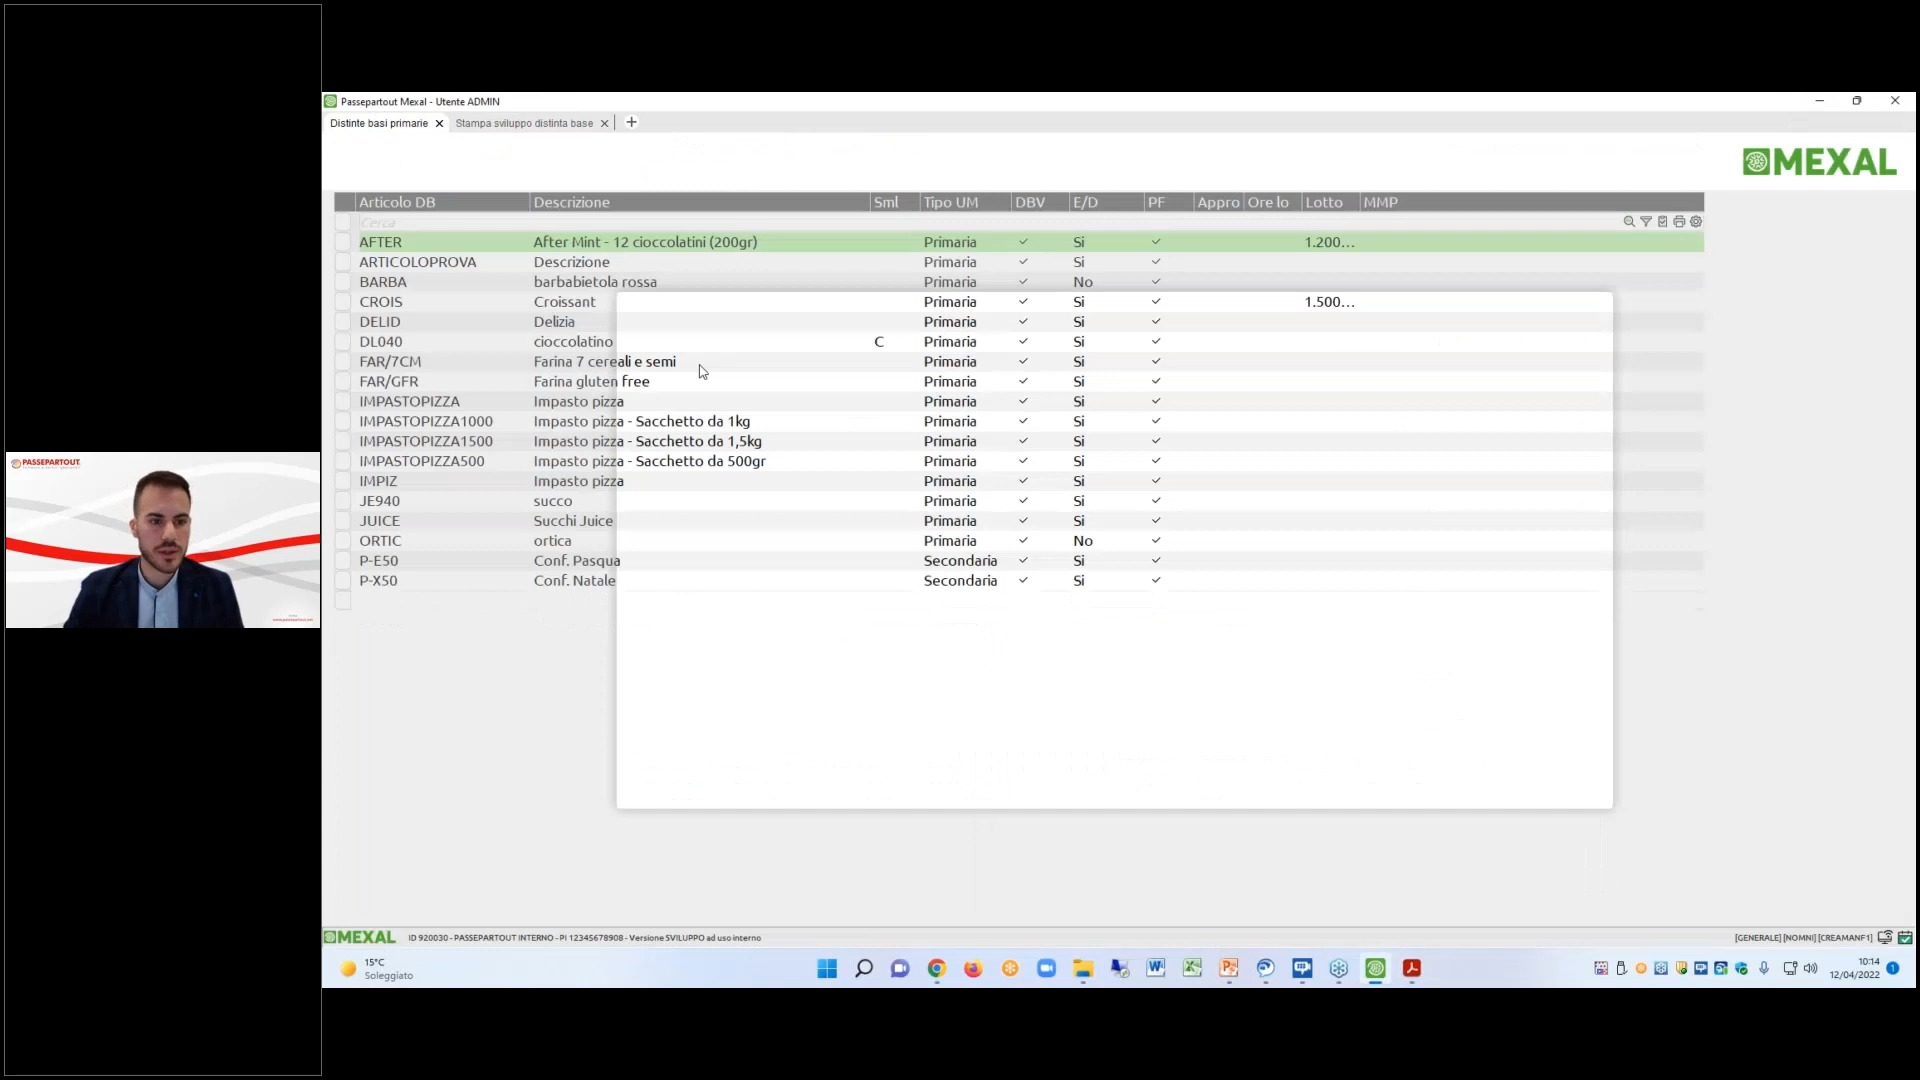 Passepartout Mexal - Utente ADMIN
Distinte basi primarie
Stampa sviluppo distinta base
MEXAL
Articolo DB Descrizione Sml Tipo UM DBV E/D PF Appro Ore lo Lotto MMP
Cerca
AFTER After Mint - 12 cioccolatini (200gr) Primaria Si 1.200...
ARTICOLOPROVA Descrizione Primaria Si
BARBA barbabietola rossa Primaria No
CROIS Croissant Primaria Si 1.500...
DELID Delizia Primaria Si
DL040 cioccolatino C Primaria Si
FAR/7CM Farina 7 cereali e semi Primaria Si
FAR/GFR Farina gluten free Primaria Si
IMPASTOPIZZA Impasto pizza Primaria Si
IMPASTOPIZZA1000 Impasto pizza - Sacchetto da 1kg Primaria Si
IMPASTOPIZZA1500 Impasto pizza - Sacchetto da 1,5kg Primaria Si
IMPASTOPIZZA500 Impasto pizza - Sacchetto da 500gr Primaria Si
IMPIZ Impasto pizza Primaria Si
JE940 succo Primaria Si
JUICE Succhi Juice Primaria Si
ORTIC ortica Primaria No
P-E50 Conf. Pasqua Secondaria Si
P-X50 Conf. Natale Secondaria Si
PASSEPARTOUT
MEXAL ID 920030 - PASSEPARTOUT INTERNO - PI 12345678908 - Versione SVILUPPO ad uso interno [GENERALE] [NOMNI] [CREAMANF1]
15°C
Soleggiato
10:14
12/04/2022
1